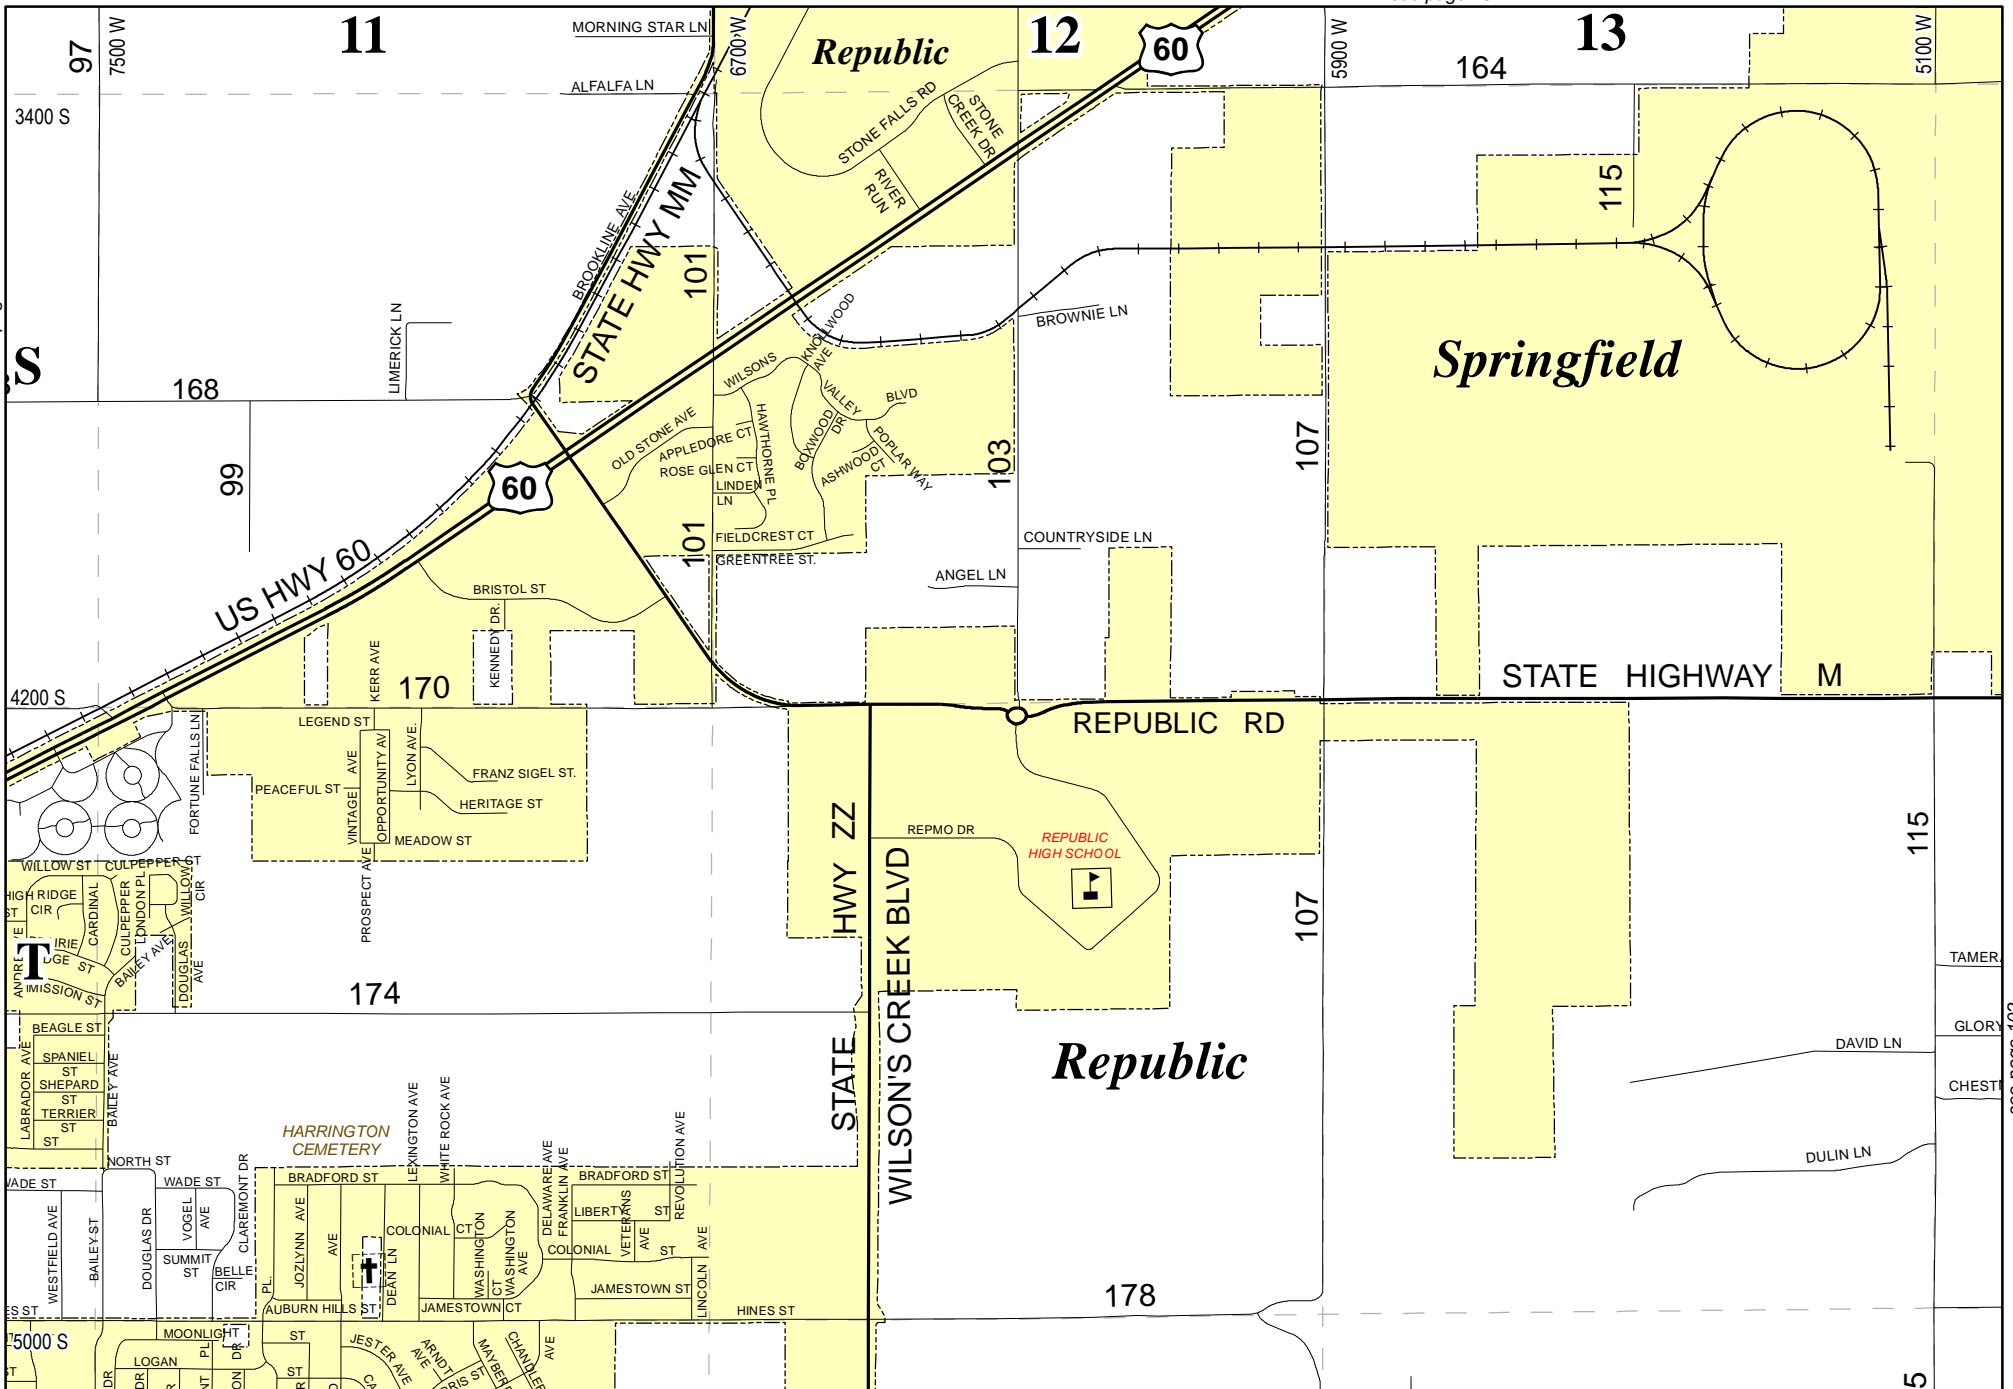 11
12
13
97
7500 W
MORNING STAR LN
6700 W
Republic
60
5900 W
164
5100 W
3400 S
ALFALFA LN
STONE FALLS RD
STONE
CREEK DR
RIVER
RUN
115
BROOKLINE AVE
STATE HWY MM
101
LIMERICK LN
KNOLLWOOD
AVE
BROWNIE LN
Springfield
S
168
WILSONS
VALLEY
BLVD
OLD STONE AVE
APPLEDORE CT
ROSE GLEN CT
LINDEN
LN
HAWTHORNE PL
BOXWOOD
DR
ASHWOOD
CT
POPLAR WAY
103
107
99
60
101
FIELDCREST CT
GREENTREE ST.
COUNTRYSIDE LN
ANGEL LN
US HWY 60
BRISTOL ST
KENNEDY DR.
KERR AVE
170
4200 S
STATE HIGHWAY M
REPUBLIC RD
LEGEND ST
FORTUNE FALLS LN
VINTAGE AVE
OPPORTUNITY AV
LYON AVE.
FRANZ SIGEL ST.
PEACEFUL ST
HERITAGE ST
MEADOW ST
PROSPECT AVE
STATE HWY ZZ
WILSON'S CREEK BLVD
REPMO DR
REPUBLIC
HIGH SCHOOL
115
107
WILLOW ST
CULPEPPER CT
HIGH RIDGE
CIR
ST
CARDINAL
CULPEPPER
LONDON PL
WILLOW
CIR
T
DGE ST
MISSION ST
BAILEY AVE
DOUGLAS
AVE
174
TAMER
GLORY
DAVID LN
CHEST
DULIN LN
Republic
BEAGLE ST
SPANIEL
ST
SHEPARD
ST
TERRIER
ST
ST
LABRADOR AVE
BAILEY AVE
HARRINGTON
CEMETERY
LEXINGTON AVE
WHITE ROCK AVE
DELAWARE AVE
FRANKLIN AVE
REVOLUTION AVE
NORTH ST
WADE ST
CLAREMONT DR
BRADFORD ST
BRADFORD ST
WESTFIELD AVE
BAILEY ST
DOUGLAS DR
VOGEL
AVE
SUMMIT
ST
BELLE
CIR
JOZLYNN AVE
AVE
PL.
DEAN LN
COLONIAL CT
WASHINGTON
CT
WASHINGTON
AVE
LIBERTY ST
VETERANS
AVE
COLONIAL ST
LINCOLN AVE
JAMESTOWN ST
AUBURN HILLS ST
JAMESTOWN CT
HINES ST
178
5000 S
MOONLIGHT
ST
PL
DR
LOGAN
ST
JESTER AVE
ARNDT
AVE
AVE
DR
DR